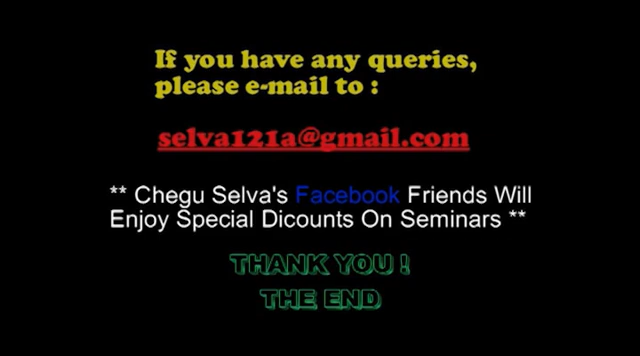 If you have any queries,
please e-mail to :
selva121a@gmail.com
** Chegu Selva's Facebook Friends Will
Enjoy Special Dicounts On Seminars **
THANK YOU !
THE END